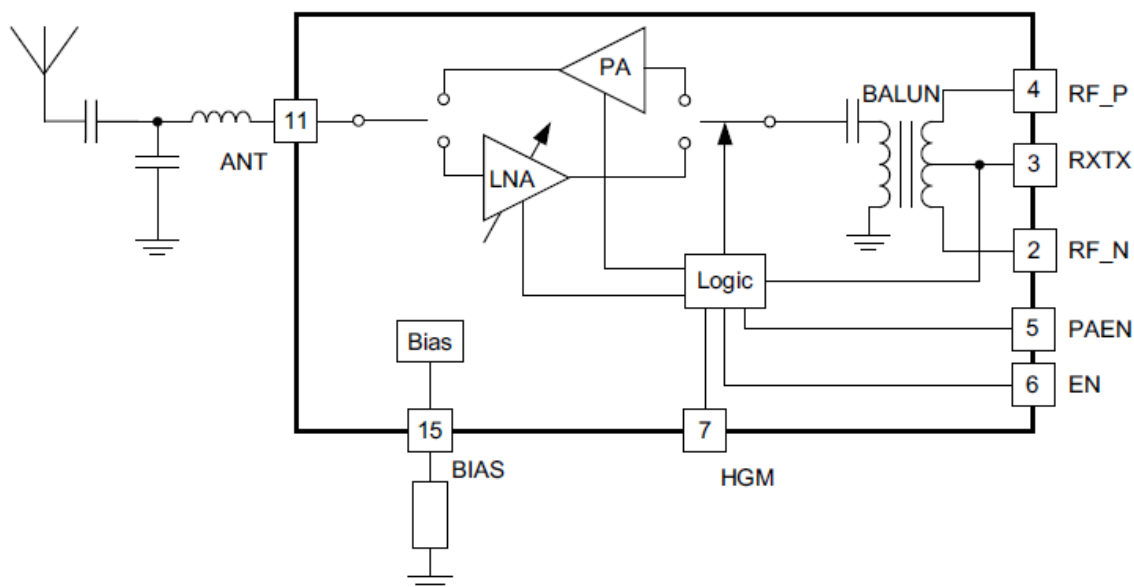 PA
BALUN
4 RF_P
11
3 RXTX
ANT
LNA
2 RF_N
Logic
5 PAEN
Bias
6 EN
15
7
BIAS
HGM